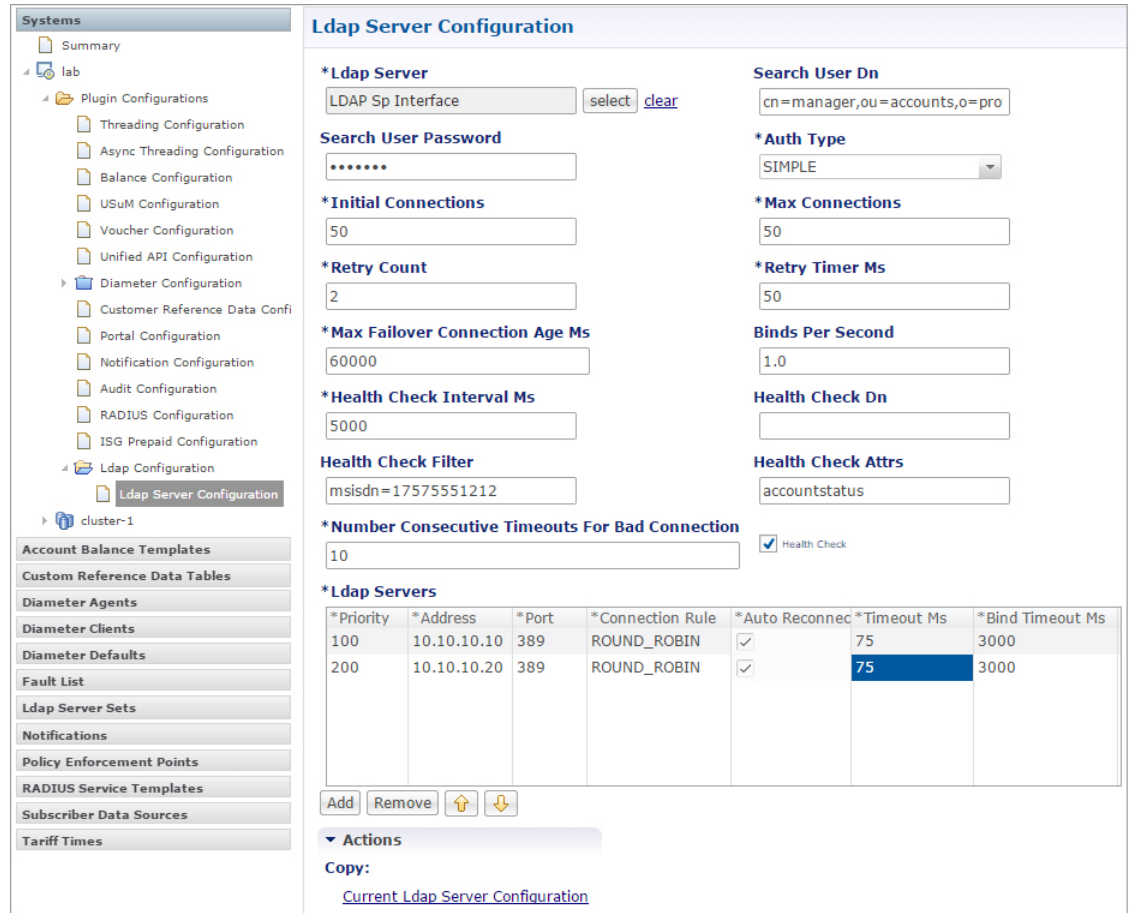 Systems
Summary
lab
Plugin Configurations
Threading Configuration
Async Threading Configuration
Balance Configuration
USuM Configuration
Voucher Configuration
Unified API Configuration
Diameter Configuration
Customer Reference Data Confi
Portal Configuration
Notification Configuration
Audit Configuration
RADIUS Configuration
ISG Prepaid Configuration
Ldap Configuration
Ldap Server Configuration
cluster-1
Account Balance Templates
Custom Reference Data Tables
Diameter Agents
Diameter Clients
Diameter Defaults
Fault List
Ldap Server Sets
Notifications
Policy Enforcement Points
RADIUS Service Templates
Subscriber Data Sources
Tariff Times
Ldap Server Configuration
*Ldap Server Search User Dn
LDAP Sp Interface select clear cn=manager,ou=accounts,o=pro
Search User Password *Auth Type
••••••• SIMPLE
*Initial Connections *Max Connections
50 50
*Retry Count *Retry Timer Ms
2 50
*Max Failover Connection Age Ms Binds Per Second
60000 1.0
*Health Check Interval Ms Health Check Dn
5000
Health Check Filter Health Check Attrs
msisdn=17575551212 accountstatus
*Number Consecutive Timeouts For Bad Connection
10 Health Check
*Ldap Servers
*Priority *Address *Port *Connection Rule *Auto Reconnec *Timeout Ms *Bind Timeout Ms
100 10.10.10.10 389 ROUND_ROBIN 75 3000
200 10.10.10.20 389 ROUND_ROBIN 75 3000
Add Remove
Actions
Copy:
Current Ldap Server Configuration